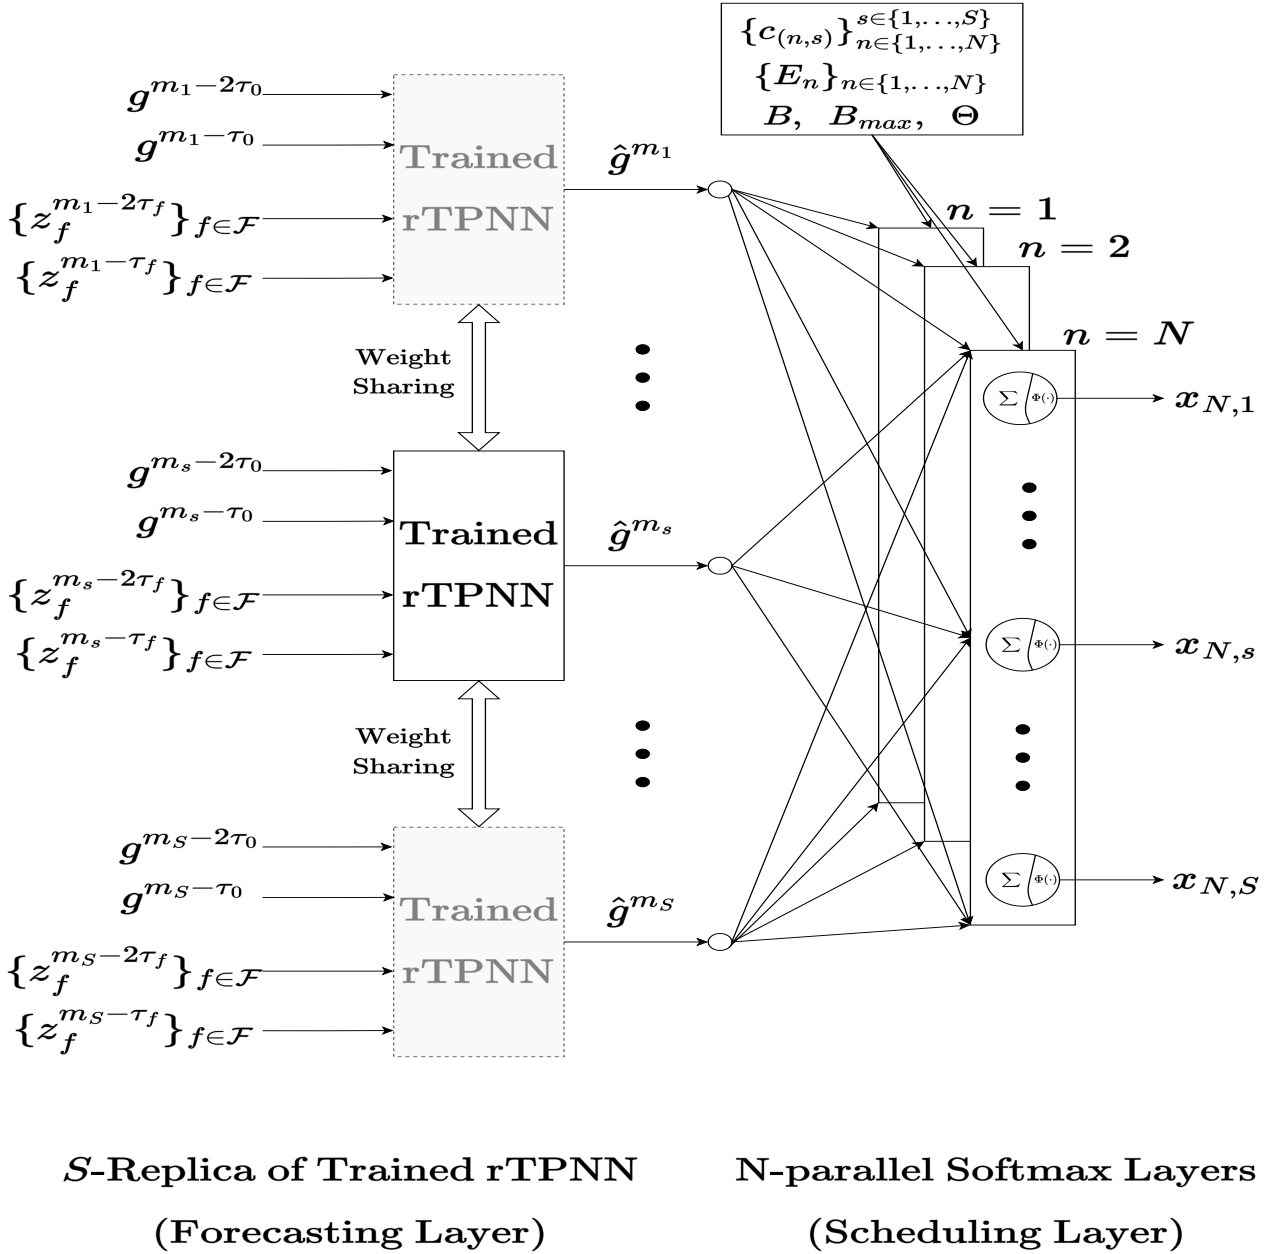 {c_(n,s)}^{s∈{1,…,S}}_{n∈{1,…,N}}
{E_n}_{n∈{1,…,N}}
B, B_max, Θ
g^{m_1−2τ_0}
g^{m_1−τ_0}
{z_f^{m_1−2τ_f}}_{f∈ℱ}
{z_f^{m_1−τ_f}}_{f∈ℱ}
Trained
rTPNN
ĝ^{m_1}
n = 1
n = 2
n = N
Weight
Sharing
Σ Φ(·)
x_{N,1}
g^{m_s−2τ_0}
g^{m_s−τ_0}
{z_f^{m_s−2τ_f}}_{f∈ℱ}
{z_f^{m_s−τ_f}}_{f∈ℱ}
Trained
rTPNN
ĝ^{m_s}
Σ Φ(·)
x_{N,s}
Weight
Sharing
g^{m_S−2τ_0}
g^{m_S−τ_0}
{z_f^{m_S−2τ_f}}_{f∈ℱ}
{z_f^{m_S−τ_f}}_{f∈ℱ}
Trained
rTPNN
ĝ^{m_S}
Σ Φ(·)
x_{N,S}
S-Replica of Trained rTPNN
(Forecasting Layer)
N-parallel Softmax Layers
(Scheduling Layer)